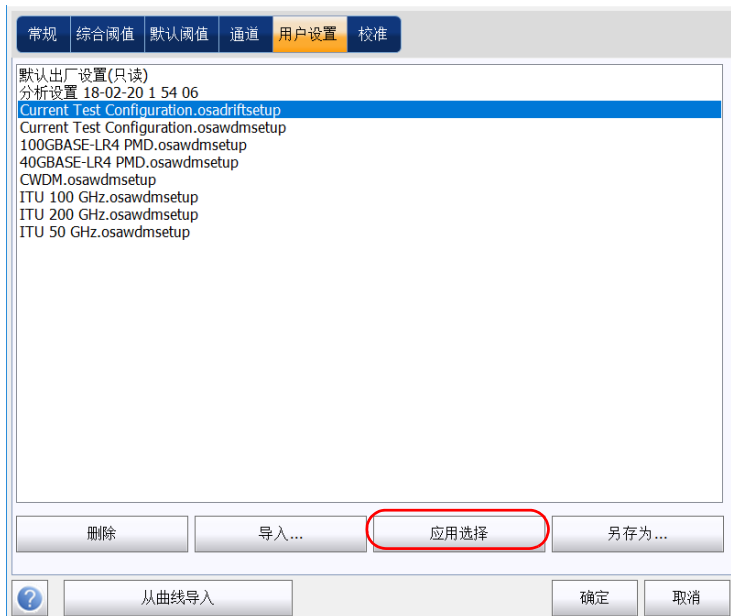 常规 综合阈值 默认阈值 通道 用户设置 校准
默认出厂设置(只读)
分析设置 18-02-20 1 54 06
Current Test Configuration.osadriftsetup
Current Test Configuration.osawdmsetup
100GBASE-LR4 PMD.osawdmsetup
40GBASE-LR4 PMD.osawdmsetup
CWDM.osawdmsetup
ITU 100 GHz.osawdmsetup
ITU 200 GHz.osawdmsetup
ITU 50 GHz.osawdmsetup
删除 导入... 应用选择 另存为...
? 从曲线导入 确定 取消